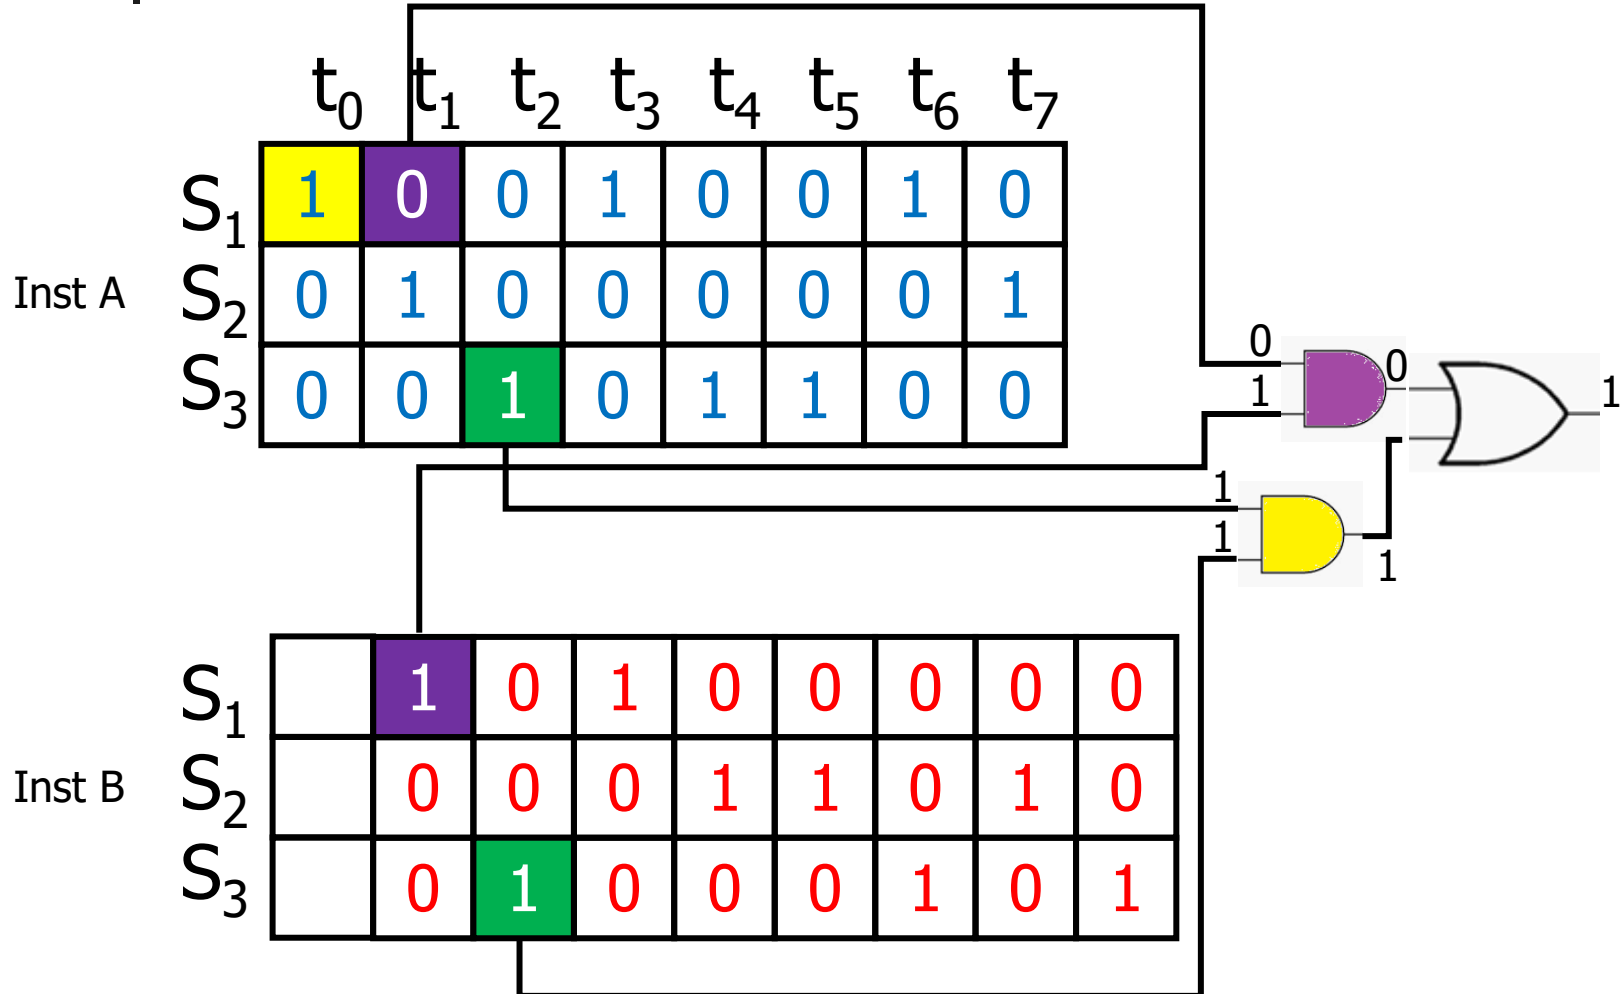 t0 t1 t2 t3 t4 t5 t6 t7
S1 1 0 0 1 0 0 1 0
Inst A S2 0 1 0 0 0 0 0 1
S3 0 0 1 0 1 1 0 0
0 0 1
1
1
1 1
S1 1 0 1 0 0 0 0 0
Inst B S2 0 0 0 1 1 0 1 0
S3 0 1 0 0 0 1 0 1